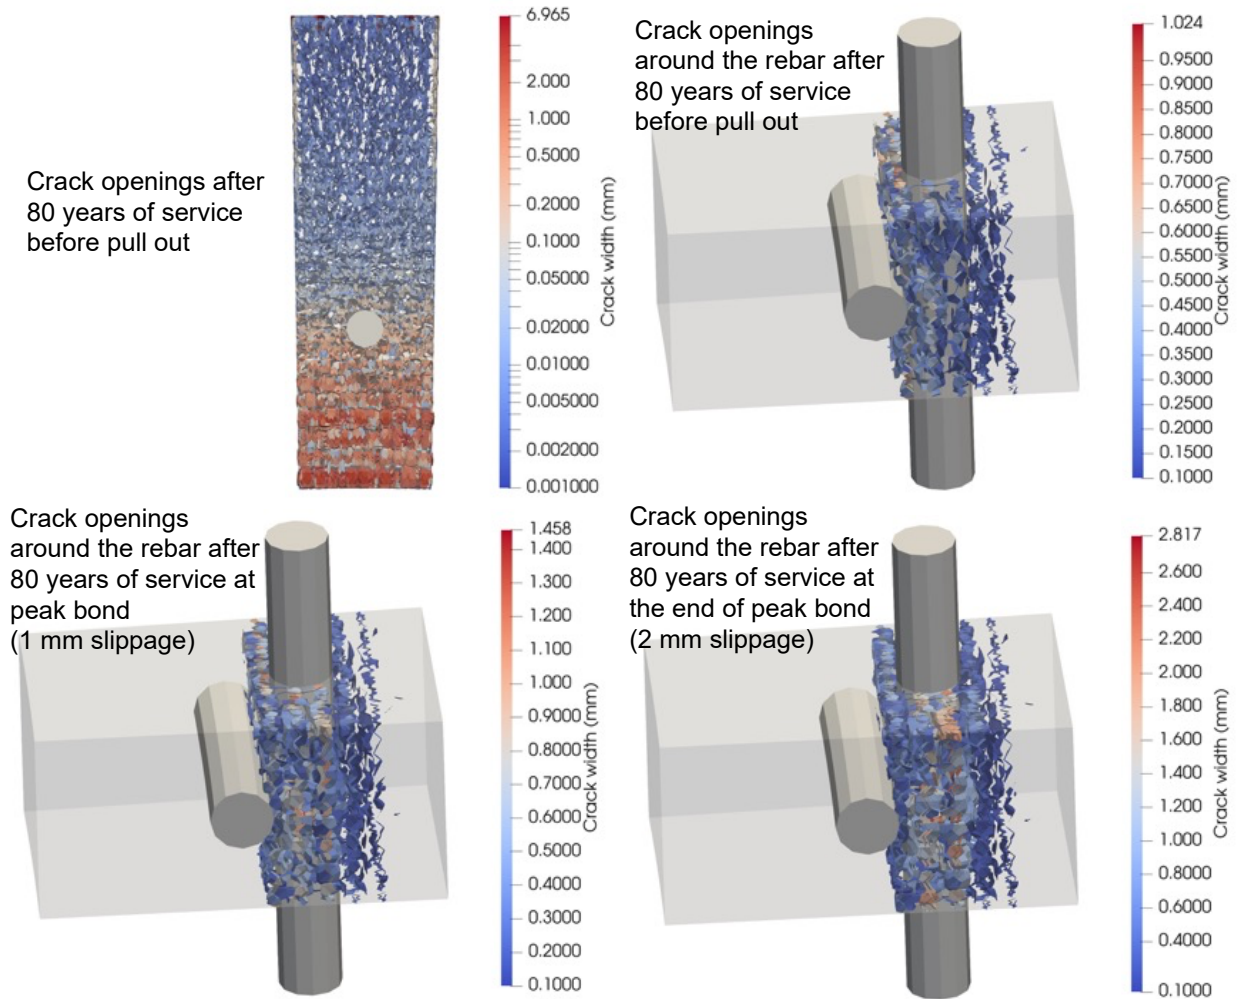 Crack openings after
80 years of service
before pull out
6.965
2.000
1.000
0.5000
0.2000
0.1000
0.05000
0.02000
0.01000
0.005000
0.002000
0.001000
Crack width (mm)
Crack openings
around the rebar after
80 years of service
before pull out
1.024
0.9500
0.9000
0.8500
0.8000
0.7500
0.7000
0.6500
0.6000
0.5500
0.5000
0.4500
0.4000
0.3500
0.3000
0.2500
0.2000
0.1500
0.1000
Crack width (mm)
Crack openings
around the rebar after
80 years of service at
peak bond
(1 mm slippage)
1.458
1.400
1.300
1.200
1.100
1.000
0.9000
0.8000
0.7000
0.6000
0.5000
0.4000
0.3000
0.2000
0.1000
Crack width (mm)
Crack openings
around the rebar after
80 years of service at
the end of peak bond
(2 mm slippage)
2.817
2.600
2.400
2.200
2.000
1.800
1.600
1.400
1.200
1.000
0.8000
0.6000
0.4000
0.1000
Crack width (mm)